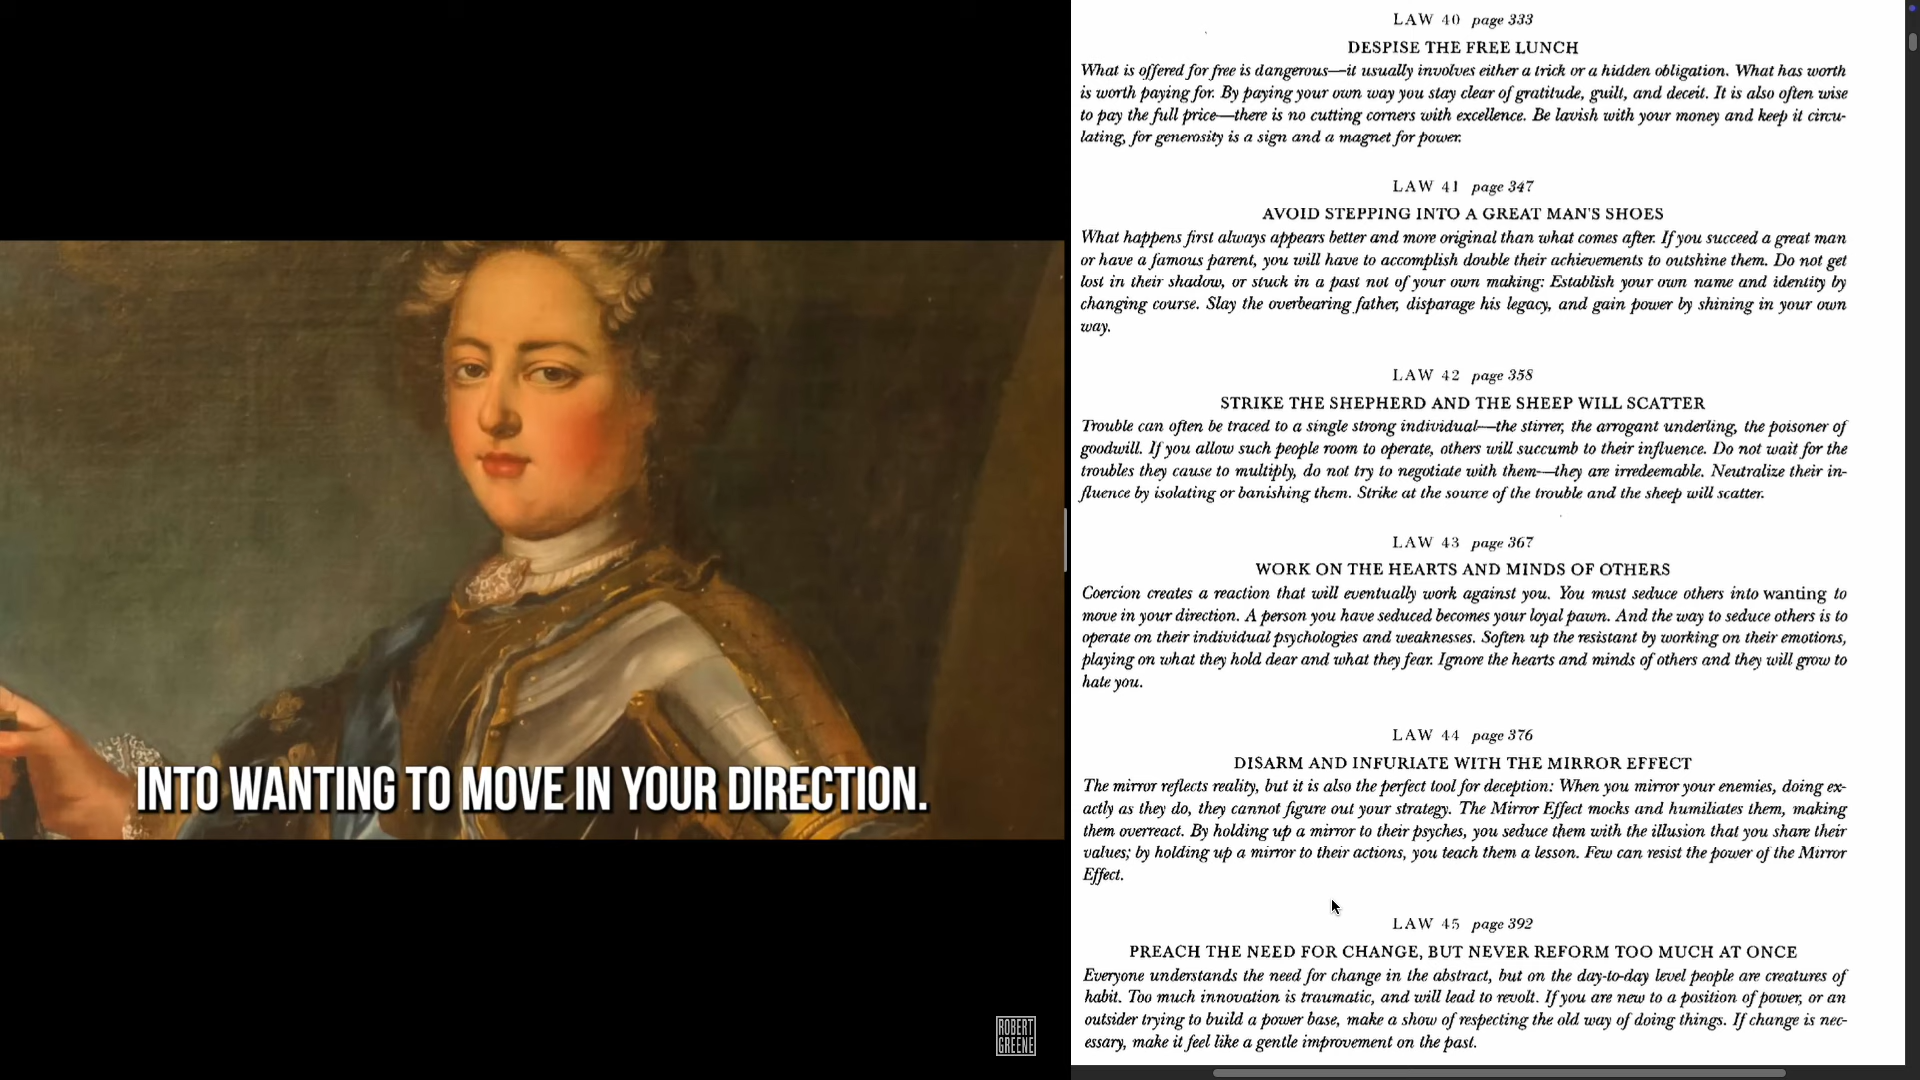 INTO WANTING TO MOVE IN YOUR DIRECTION.
ROBERT
GREENE
LAW 40 page 333
DESPISE THE FREE LUNCH
What is offered for free is dangerous—it usually involves either a trick or a hidden obligation. What has worth
is worth paying for. By paying your own way you stay clear of gratitude, guilt, and deceit. It is also often wise
to pay the full price—there is no cutting corners with excellence. Be lavish with your money and keep it circu-
lating, for generosity is a sign and a magnet for power.
LAW 41 page 347
AVOID STEPPING INTO A GREAT MAN'S SHOES
What happens first always appears better and more original than what comes after. If you succeed a great man
or have a famous parent, you will have to accomplish double their achievements to outshine them. Do not get
lost in their shadow, or stuck in a past not of your own making: Establish your own name and identity by
changing course. Slay the overbearing father, disparage his legacy, and gain power by shining in your own
way.
LAW 42 page 358
STRIKE THE SHEPHERD AND THE SHEEP WILL SCATTER
Trouble can often be traced to a single strong individual—the stirrer, the arrogant underling, the poisoner of
goodwill. If you allow such people room to operate, others will succumb to their influence. Do not wait for the
troubles they cause to multiply, do not try to negotiate with them—they are irredeemable. Neutralize their in-
fluence by isolating or banishing them. Strike at the source of the trouble and the sheep will scatter.
LAW 43 page 367
WORK ON THE HEARTS AND MINDS OF OTHERS
Coercion creates a reaction that will eventually work against you. You must seduce others into wanting to
move in your direction. A person you have seduced becomes your loyal pawn. And the way to seduce others is to
operate on their individual psychologies and weaknesses. Soften up the resistant by working on their emotions,
playing on what they hold dear and what they fear. Ignore the hearts and minds of others and they will grow to
hate you.
LAW 44 page 376
DISARM AND INFURIATE WITH THE MIRROR EFFECT
The mirror reflects reality, but it is also the perfect tool for deception: When you mirror your enemies, doing ex-
actly as they do, they cannot figure out your strategy. The Mirror Effect mocks and humiliates them, making
them overreact. By holding up a mirror to their psyches, you seduce them with the illusion that you share their
values; by holding up a mirror to their actions, you teach them a lesson. Few can resist the power of the Mirror
Effect.
LAW 45 page 392
PREACH THE NEED FOR CHANGE, BUT NEVER REFORM TOO MUCH AT ONCE
Everyone understands the need for change in the abstract, but on the day-to-day level people are creatures of
habit. Too much innovation is traumatic, and will lead to revolt. If you are new to a position of power, or an
outsider trying to build a power base, make a show of respecting the old way of doing things. If change is nec-
essary, make it feel like a gentle improvement on the past.